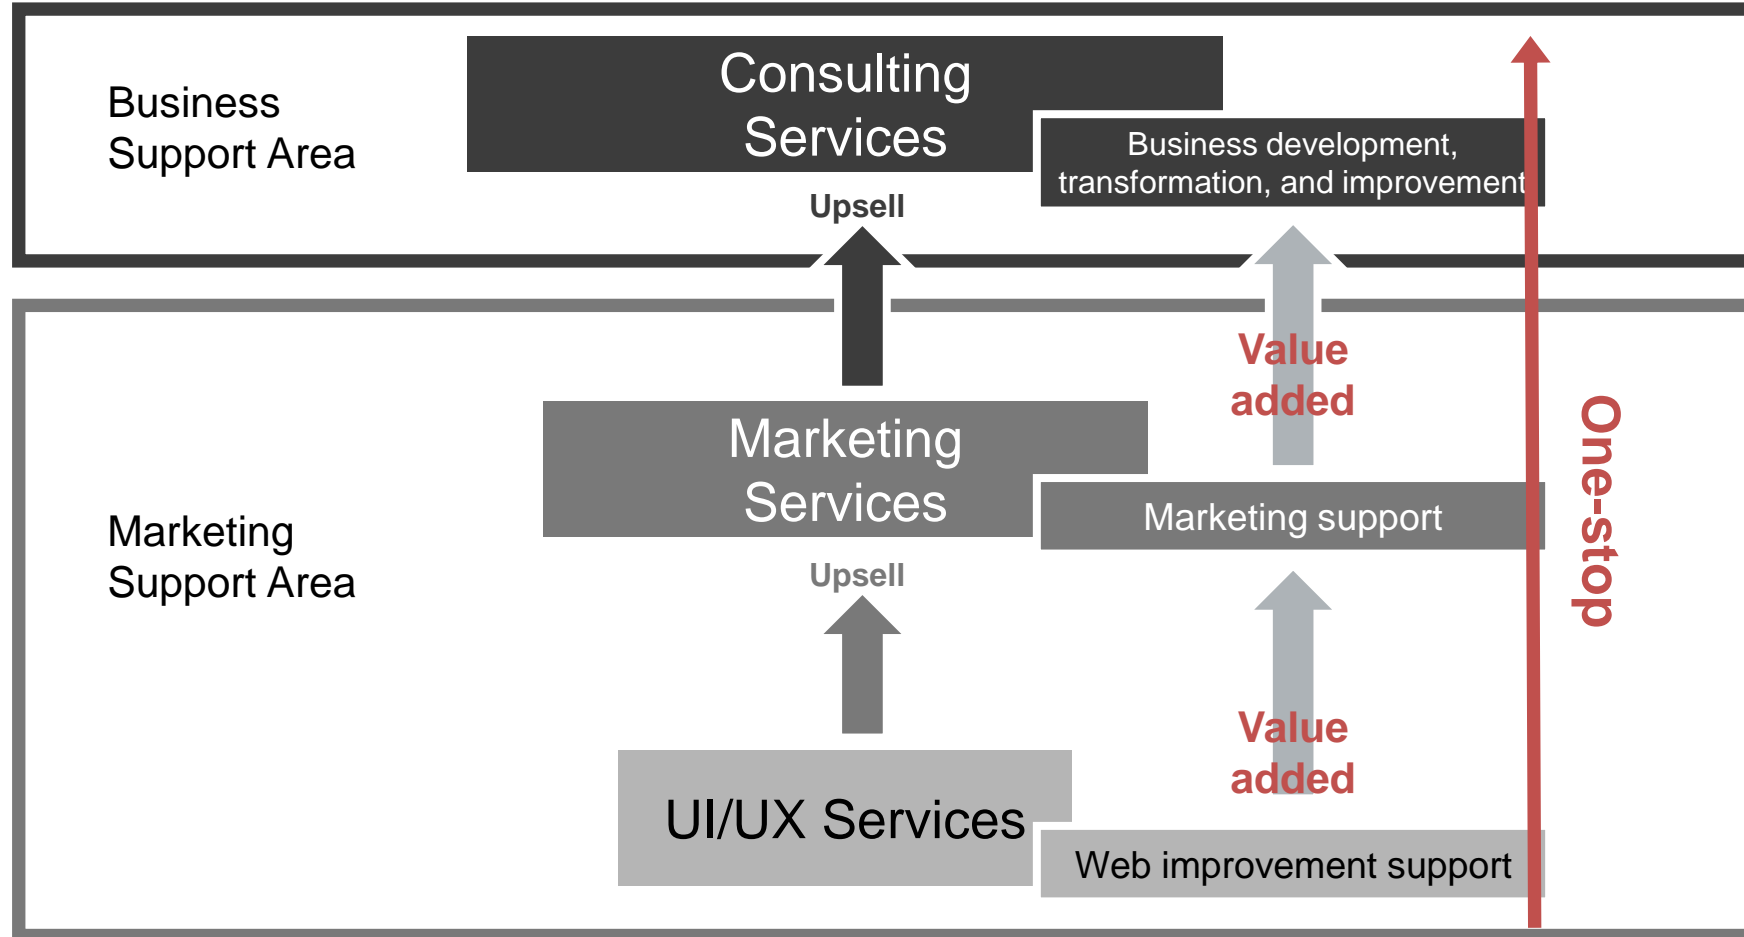 Business
Support Area
Consulting
Services
Business development,
transformation, and improvement
Upsell
Value
added
One-stop
Marketing
Services
Marketing support
Marketing
Support Area
Upsell
Value
added
UI/UX Services
Web improvement support